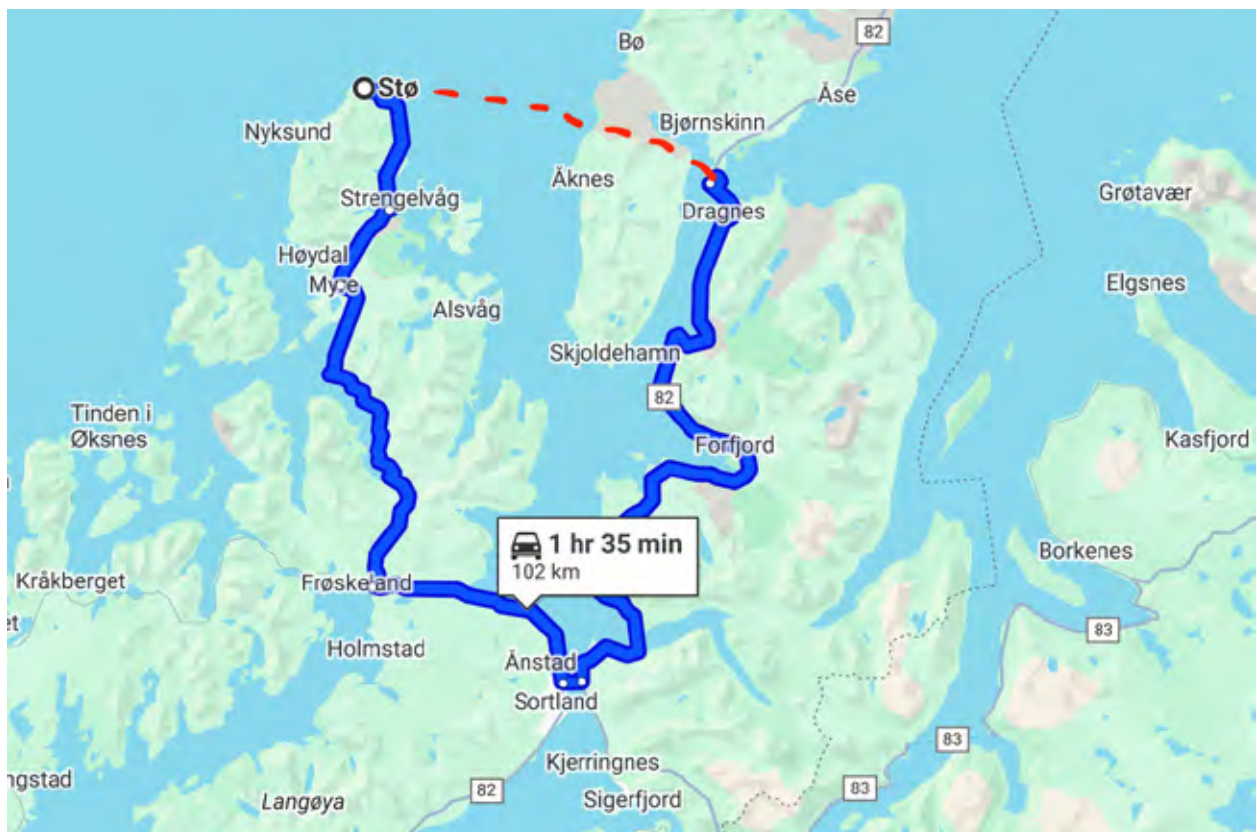 Bø
82
Stø
Åse
Nyksund
Bjørnskinn
Åknes
Grøtavær
Strengelvåg
Dragnes
Høydal
Myre
Elgsnes
Alsvåg
Skjoldehamn
82
Tinden i
Øksnes
Forfjord
Kasfjord
1 hr 35 min
102 km
Borkenes
Kråkberget
Frøskeland
et
83
Holmstad
Ånstad
Sortland
83
Kjerringnes
ngstad
82
83
Langøya
Sigerfjord